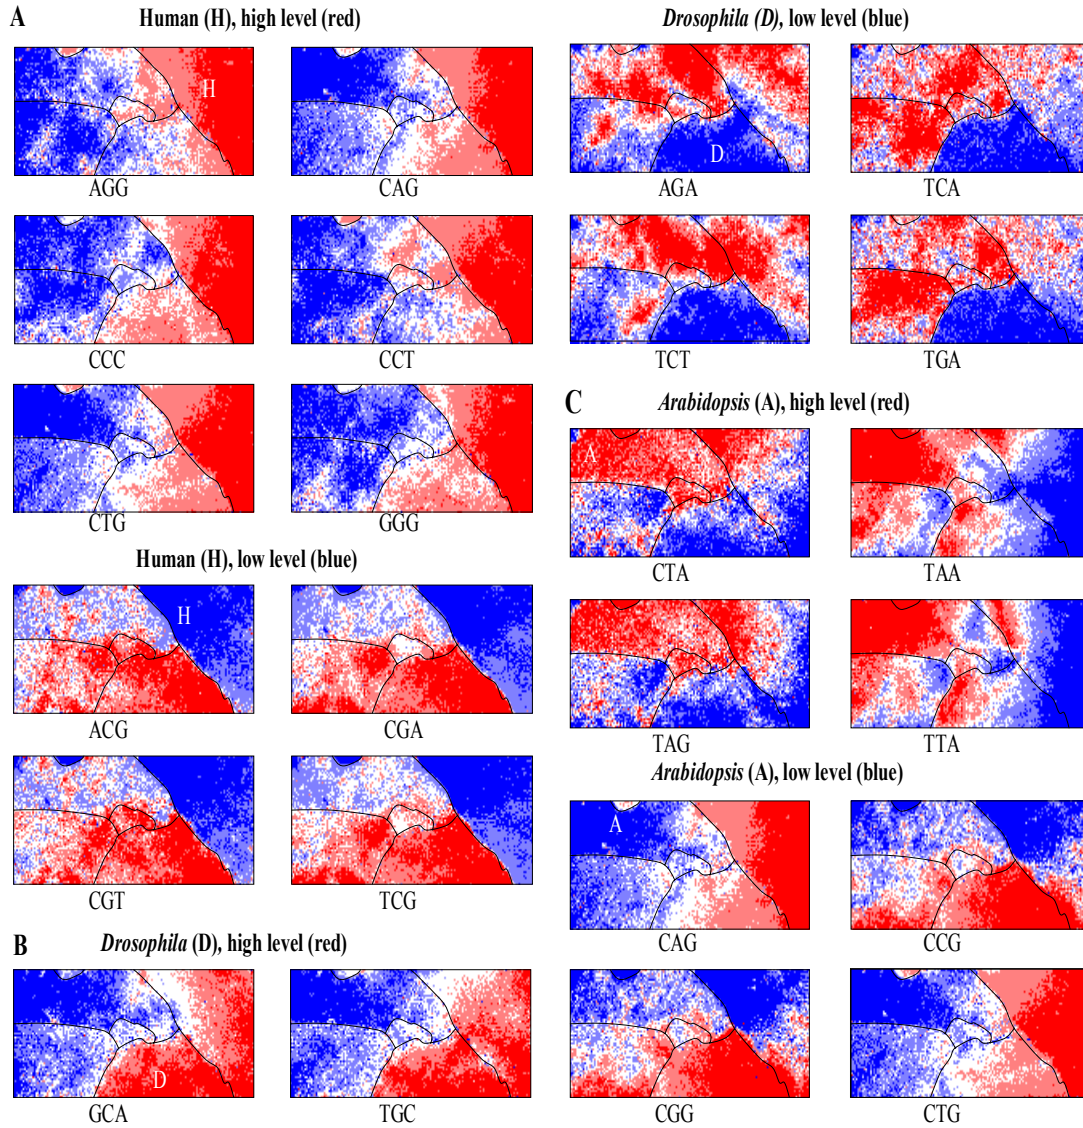 A
Human (H), high level (red)
H
AGG
CAG
CCC
CCT
CTG
GGG
Human (H), low level (blue)
H
ACG
CGA
CGT
TCG
B
Drosophila (D), high level (red)
D
GCA
TGC
Drosophila (D), low level (blue)
D
AGA
TCA
TCT
TGA
C
Arabidopsis (A), high level (red)
A
CTA
TAA
TAG
TTA
Arabidopsis (A), low level (blue)
A
CAG
CCG
CGG
CTG